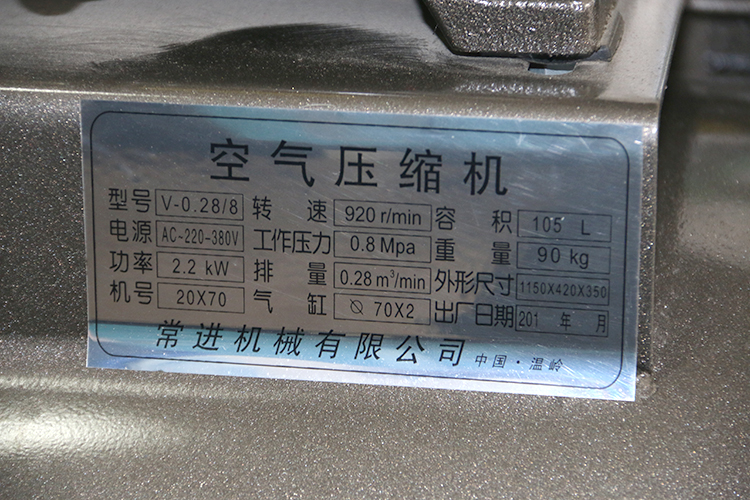 空气压缩机
型号 V-0.28/8 转速 920 r/min 容积 105 L
电源 AC-220-380V 工作压力 0.8 Mpa 重量 90 kg
功率 2.2 kW 排量 0.28 m³/min 外形尺寸 1150X420X350
机号 20X70 气缸 ∅ 70X2 出厂日期 201 年 月
常进机械有限公司 中国·温岭